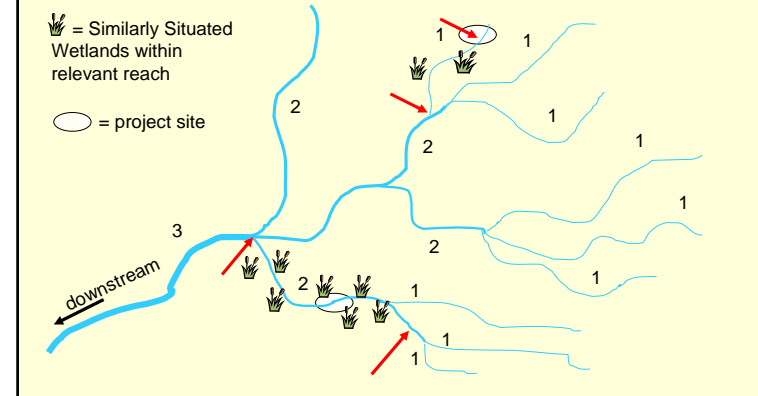 = Similarly Situated
Wetlands within
relevant reach
= project site
1
1
2
1
2
1
1
3
2
downstream
2
1
1
1
1